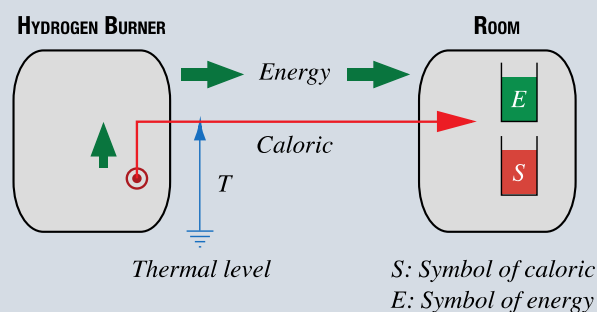 HYDROGEN BURNER
ROOM
Energy
E
Caloric
S
T
Thermal level
S: Symbol of caloric
E: Symbol of energy